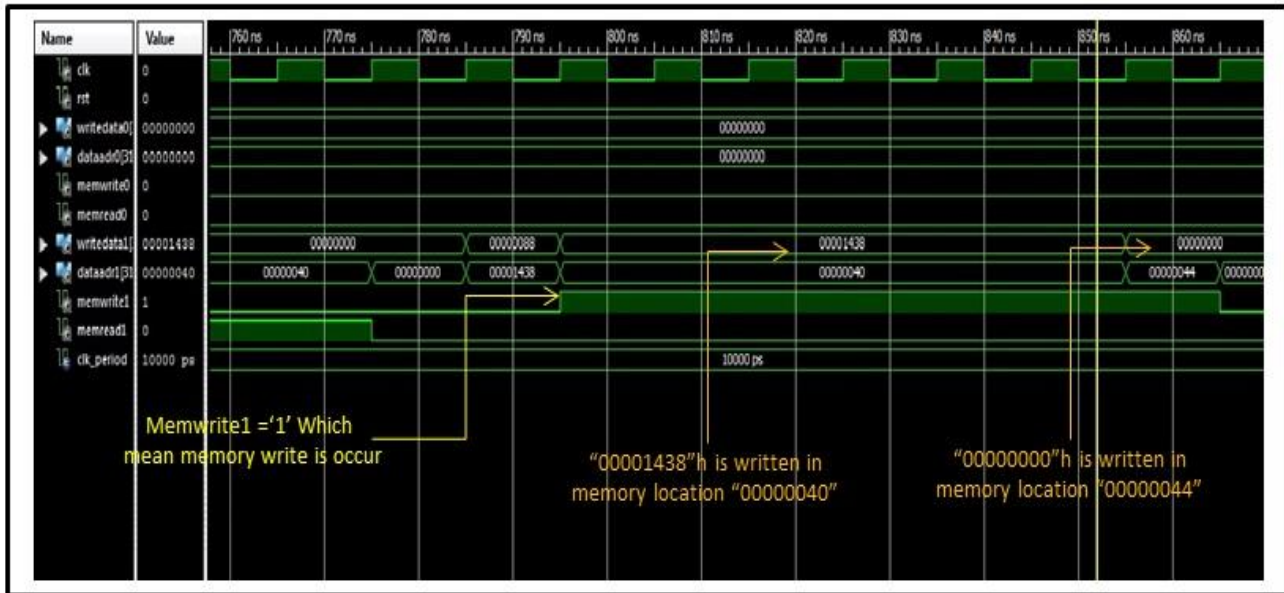 Name Value 760 ns 770 ns 780 ns 790 ns 800 ns 810 ns 820 ns 830 ns 840 ns 850 ns 860 ns
clk 0
rst 0
writedata0[ 00000000 00000000
dataadr0[31 00000000 00000000
memwrite0 0
memread0 0
writedata1[ 00001438 00000000 00000088 00001438 00000000
dataadr1[31 00000040 00000040 00000000 00001438 00000040 00000044 0000000
memwrite1 1
memread1 0
clk_period 10000 ps 10000 ps
Memwrite1 =‘1’ Which
mean memory write is occur
“00001438”h is written in
memory location “00000040”
“00000000”h is written in
memory location “00000044”